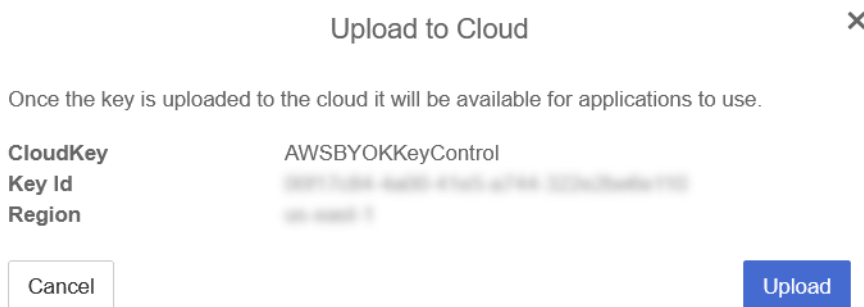 Upload to Cloud
Once the key is uploaded to the cloud it will be available for applications to use.
CloudKey AWSBYOKKeyControl
Key Id
Region
Cancel Upload